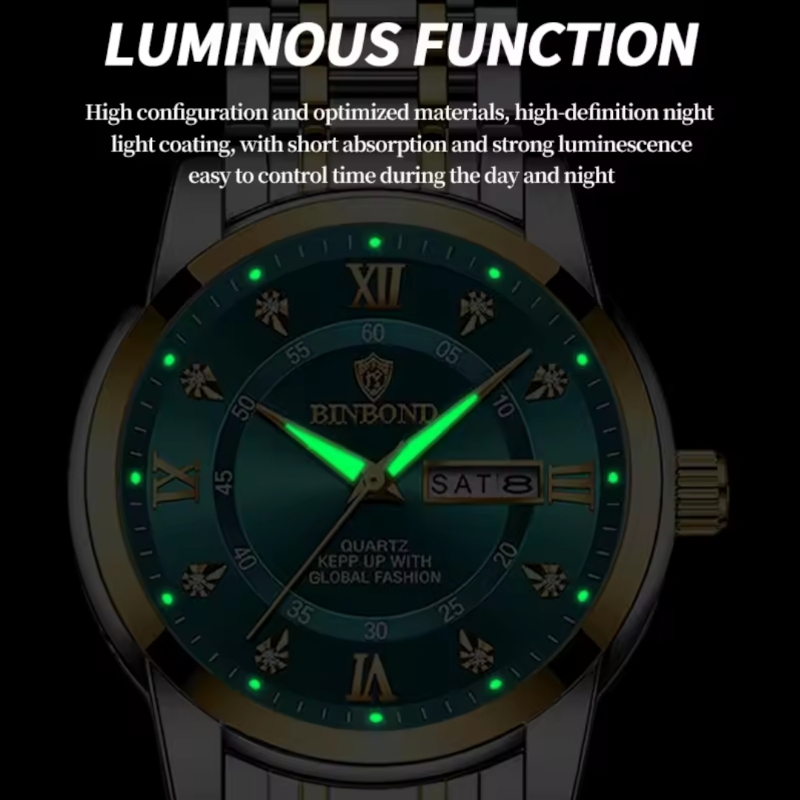 LUMINOUS FUNCTION
High configuration and optimized materials, high-definition night
light coating, with short absorption and strong luminescence
easy to control time during the day and night
XII
60
55
05
50
10
BINBOND
IX
45
SAT 8
III
QUARTZ
KEPP UP WITH
GLOBAL FASHION
40
20
35
25
30
VI